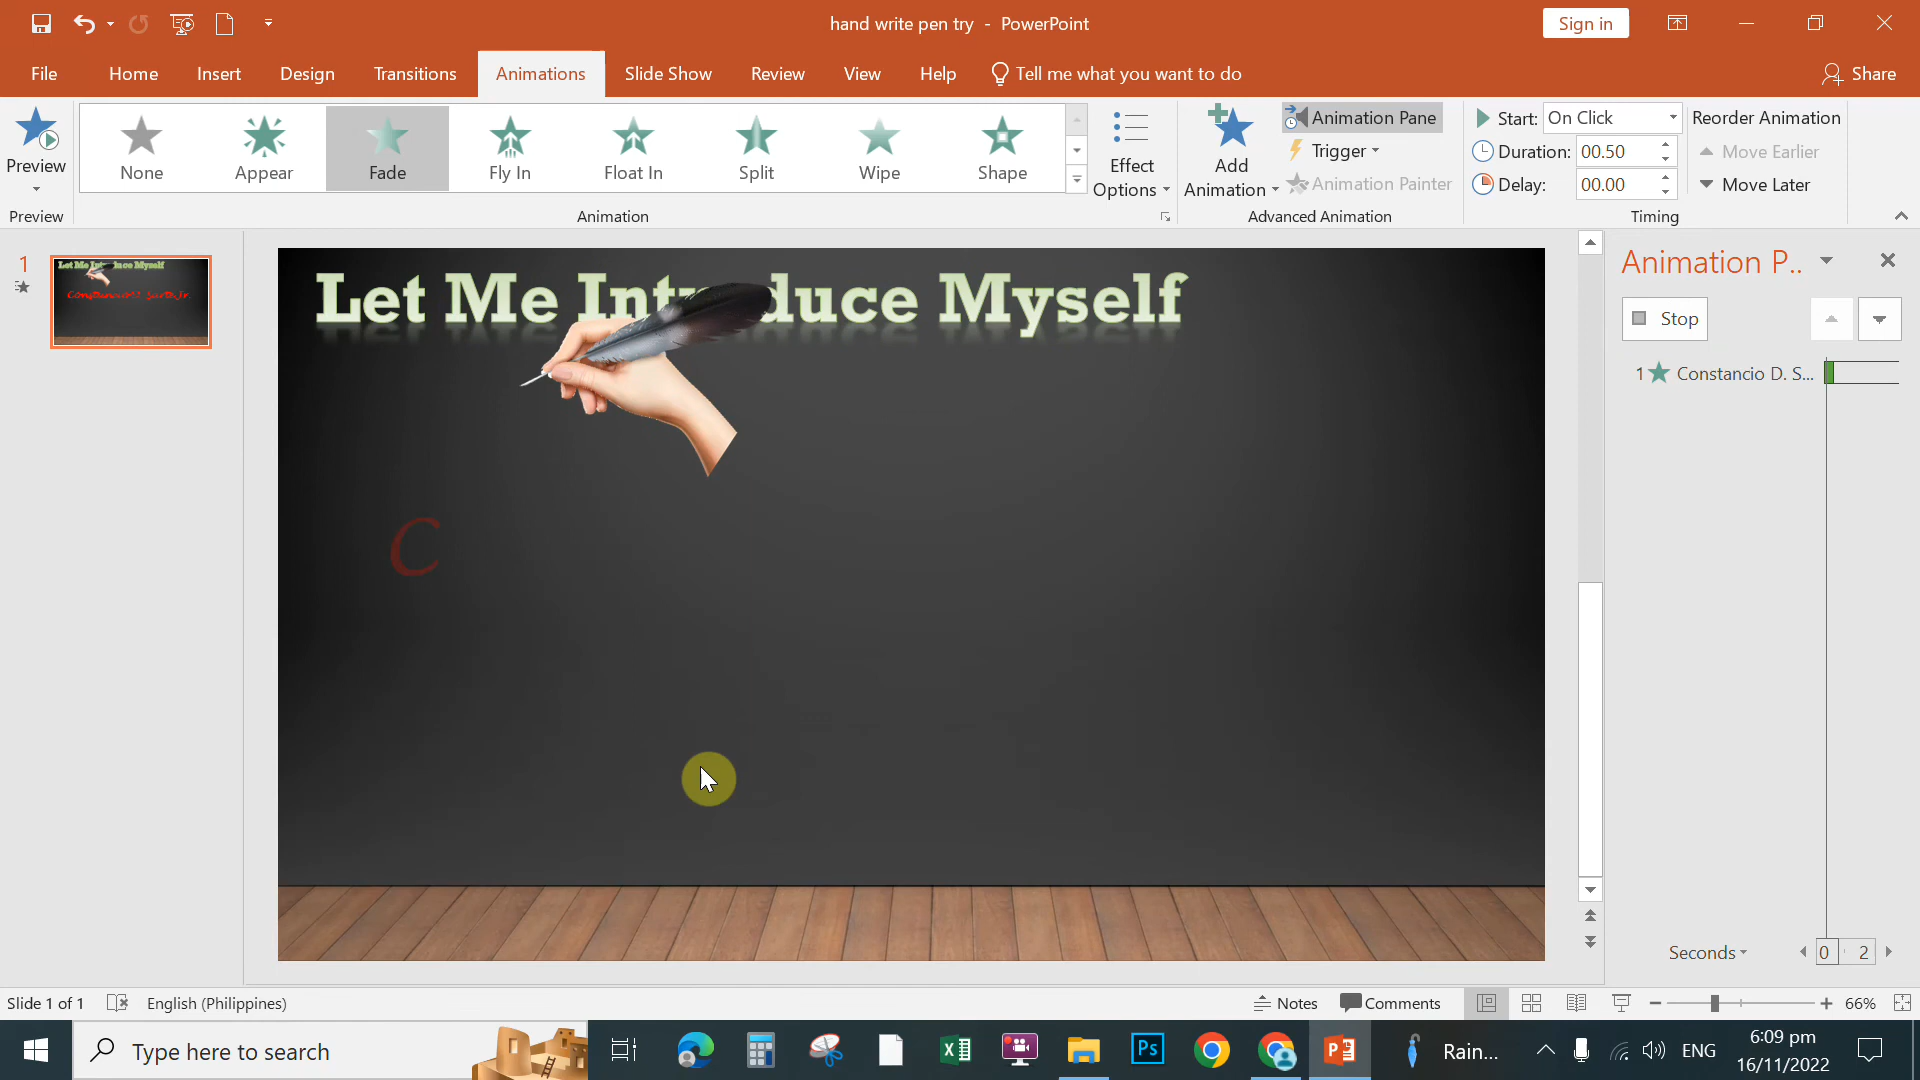 hand write pen try - PowerPoint
Sign in
File Home Insert Design Transitions Animations Slide Show Review View Help Tell me what you want to do Share
Preview
None Appear Fade Fly In Float In Split Wipe Shape
Effect Options
Add Animation
Animation Pane
Trigger
Animation Painter
Start: On Click
Duration: 00.50
Delay: 00.00
Reorder Animation
Move Earlier
Move Later
Preview Animation Advanced Animation Timing
1
Let Me Introduce Myself
C
Animation P..
Stop
1 Constancio D. S...
Seconds 0 2
Slide 1 of 1 English (Philippines) Notes Comments 66%
Type here to search
Ps
Rain...
ENG
6:09 pm
16/11/2022